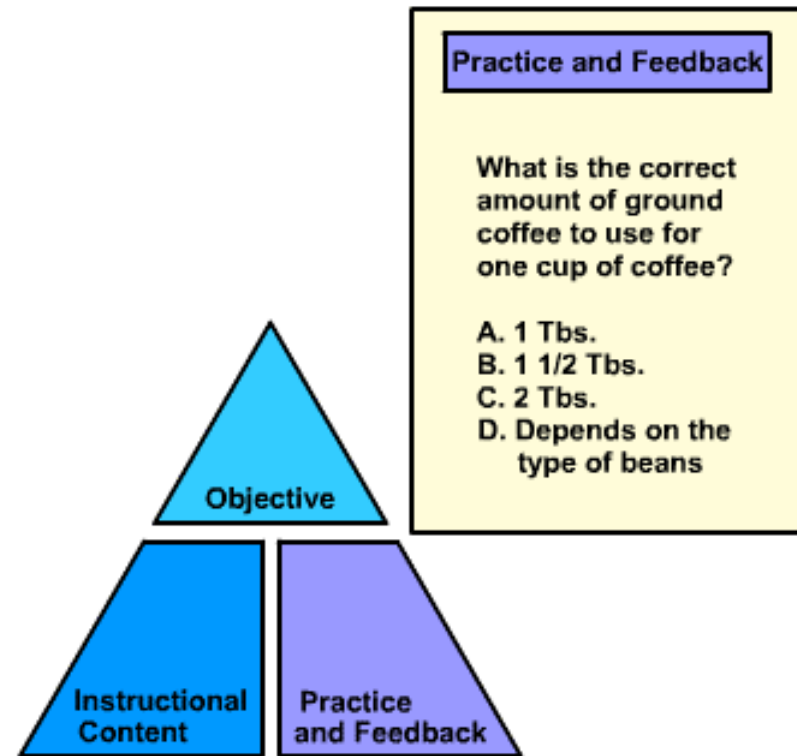 Practice and Feedback
What is the correct
amount of ground
coffee to use for
one cup of coffee?
A. 1 Tbs.
B. 1 1/2 Tbs.
C. 2 Tbs.
D. Depends on the
type of beans
Objective
Instructional
Content
Practice
and Feedback